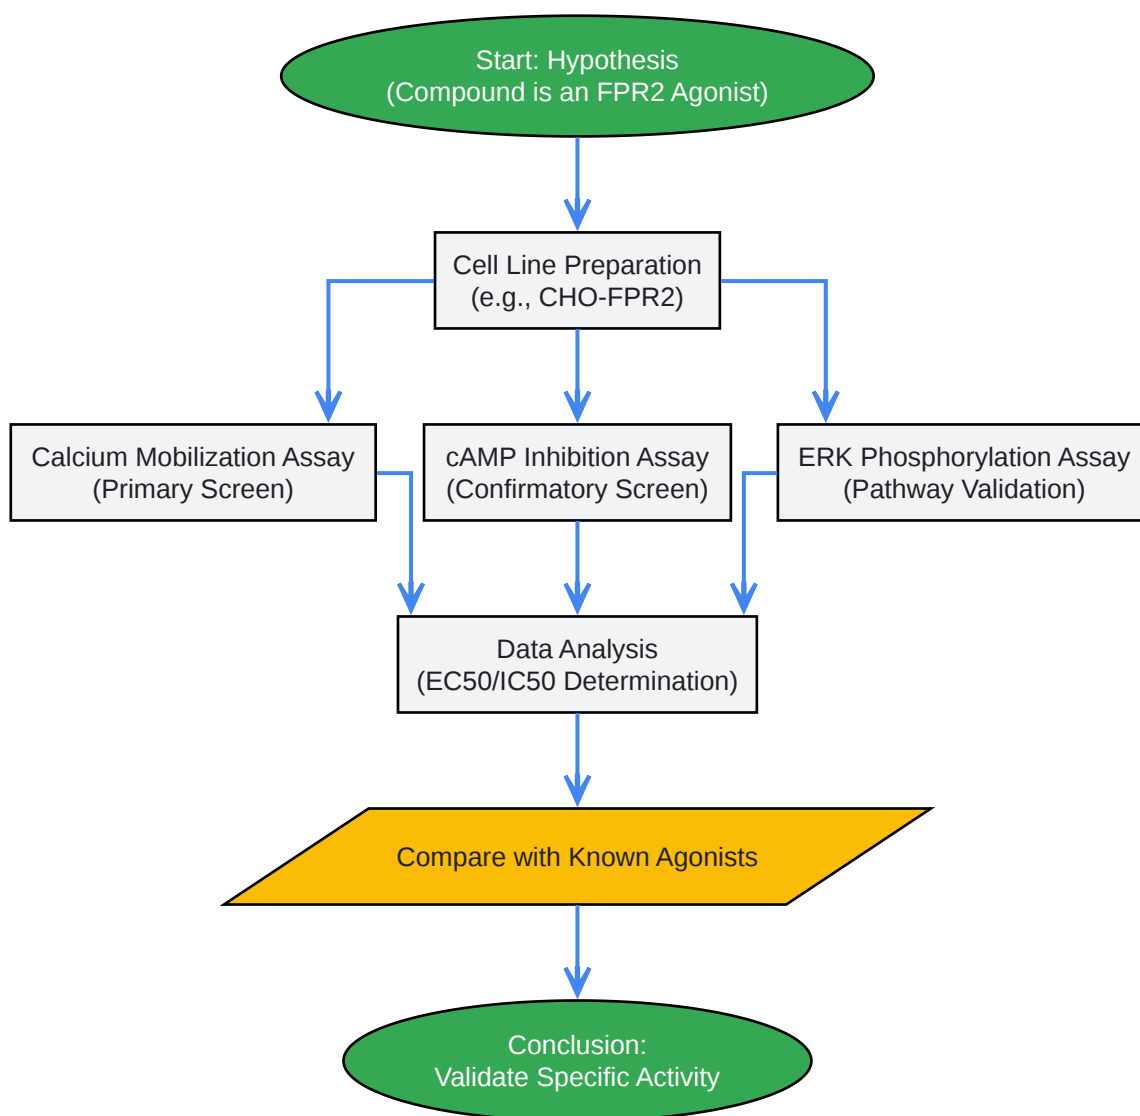 Start: Hypothesis
(Compound is an FPR2 Agonist)
Cell Line Preparation
(e.g., CHO-FPR2)
Calcium Mobilization Assay
(Primary Screen)
cAMP Inhibition Assay
(Confirmatory Screen)
ERK Phosphorylation Assay
(Pathway Validation)
Data Analysis
(EC50/IC50 Determination)
Compare with Known Agonists
Conclusion:
Validate Specific Activity